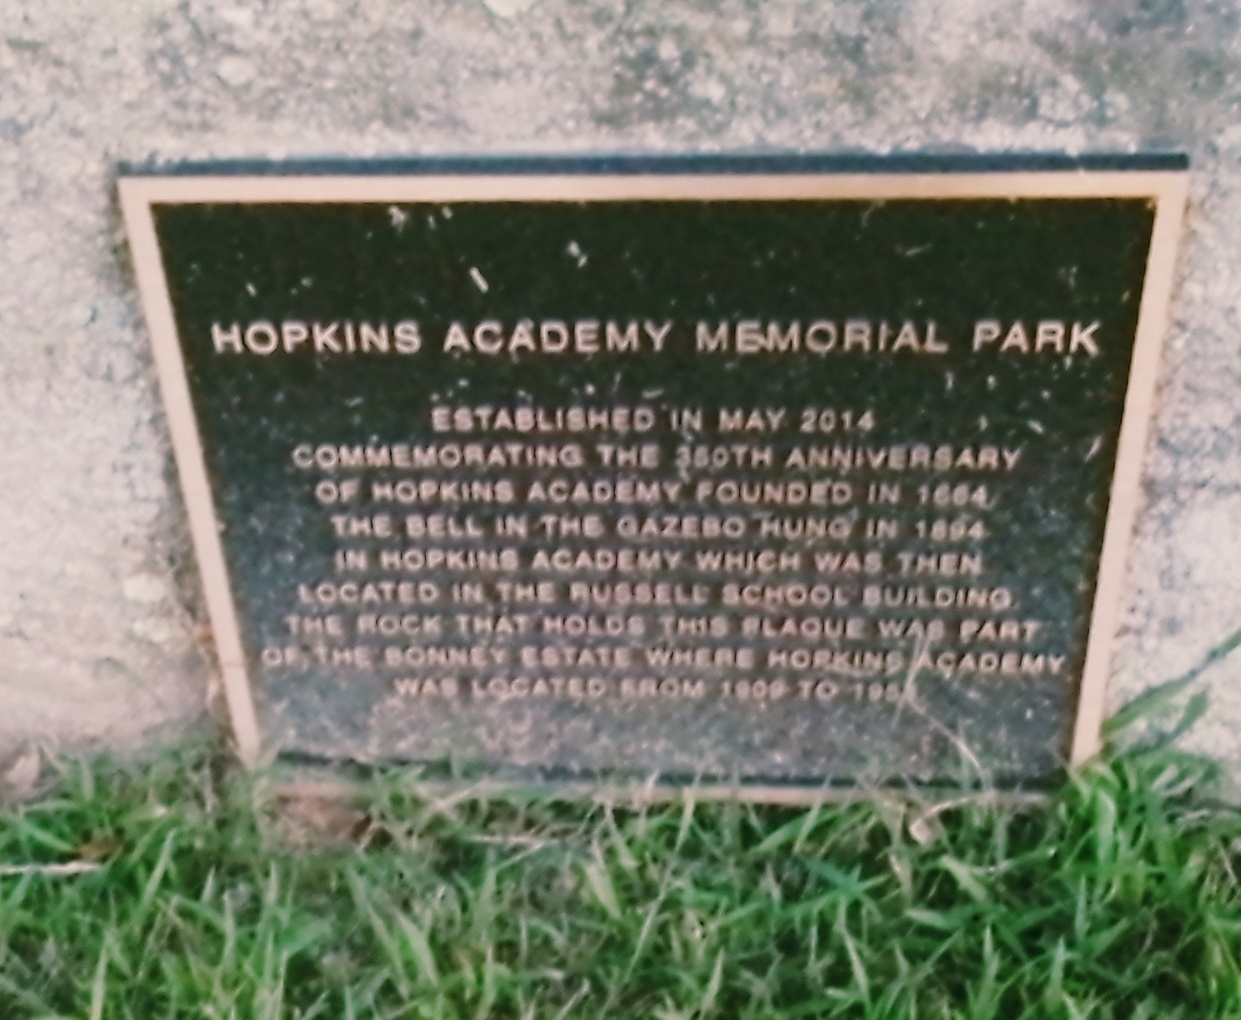 HOPKINS ACADEMY MEMORIAL PARK
ESTABLISHED IN MAY 2014
COMMEMORATING THE 350TH ANNIVERSARY
OF HOPKINS ACADEMY FOUNDED IN 1664.
THE BELL IN THE GAZEBO HUNG IN 1894
IN HOPKINS ACADEMY WHICH WAS THEN
LOCATED IN THE RUSSELL SCHOOL BUILDING.
THE ROCK THAT HOLDS THIS PLAQUE WAS PART
OF THE BONNEY ESTATE WHERE HOPKINS ACADEMY
WAS LOCATED FROM 1909 TO